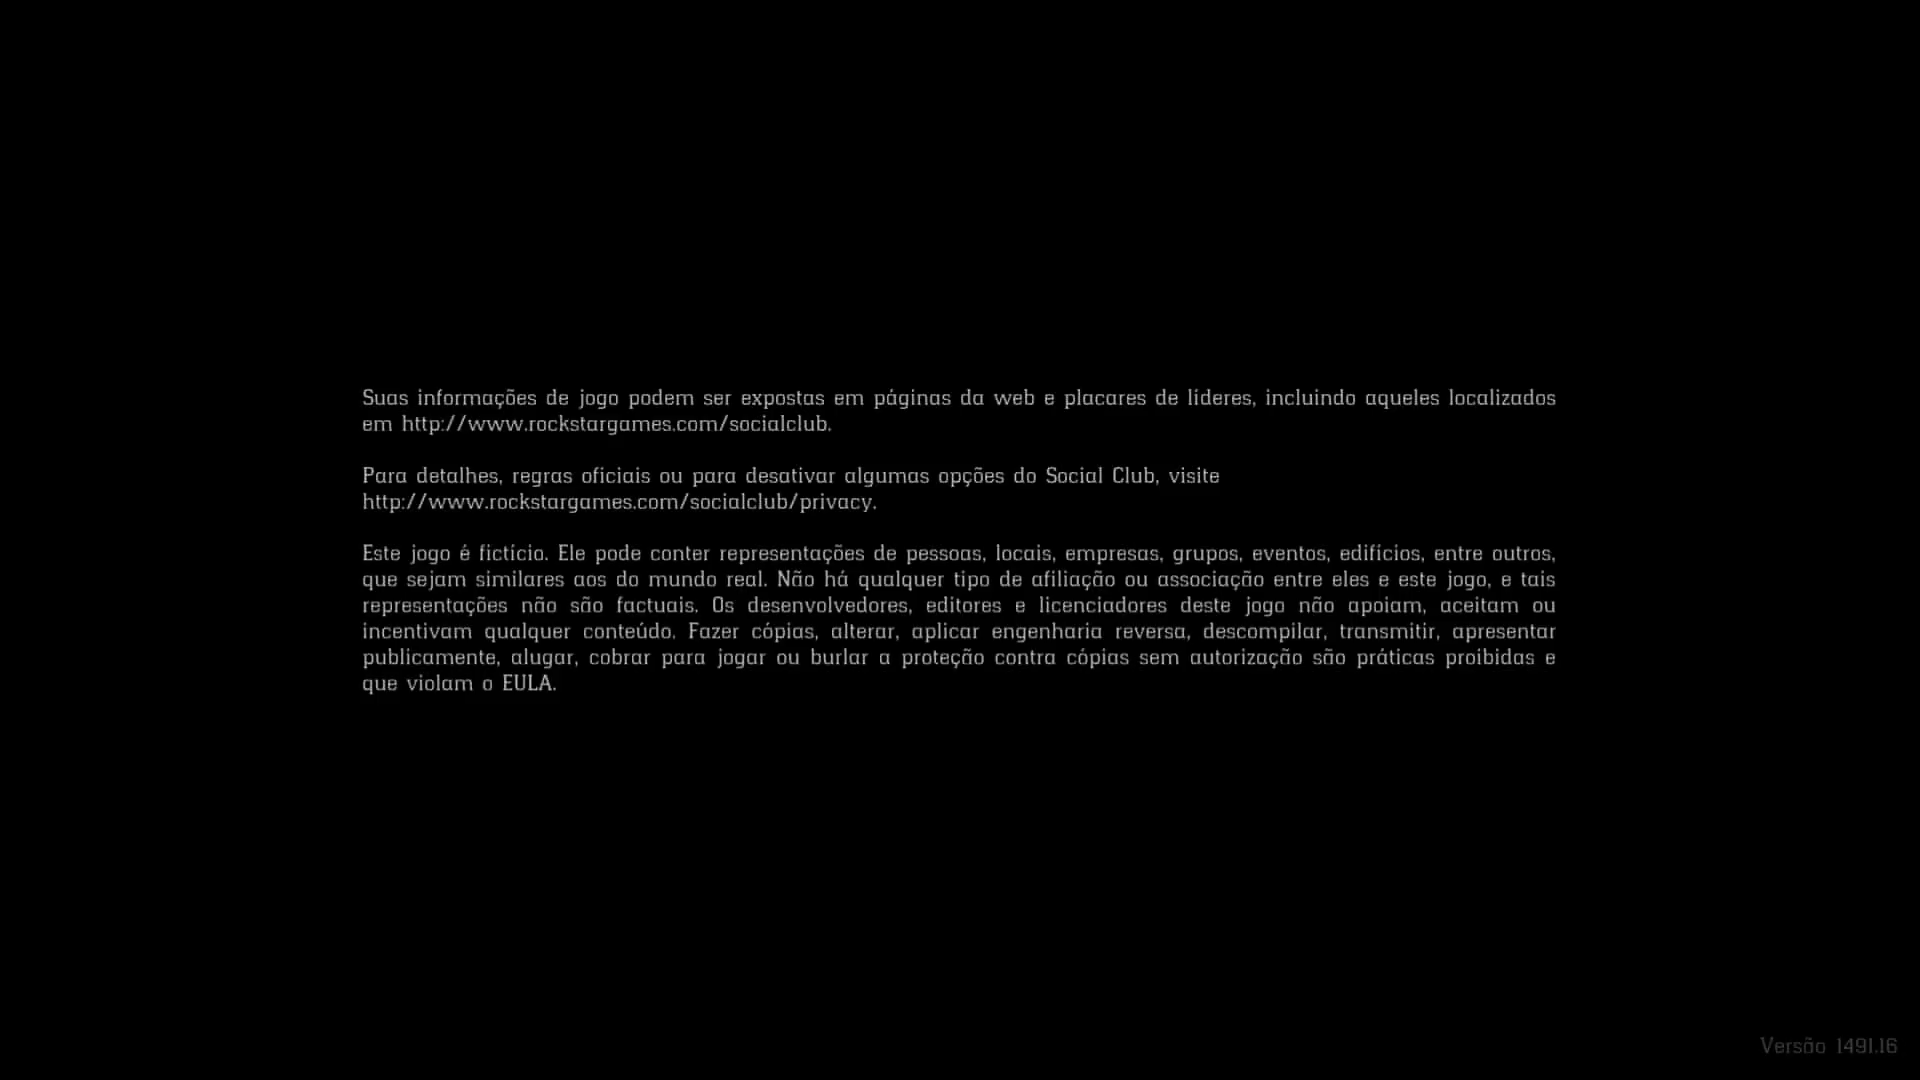 Suas informações de jogo podem ser expostas em páginas da web e placares de líderes, incluindo aqueles localizados
em http://www.rockstargames.com/socialclub.
Para detalhes, regras oficiais ou para desativar algumas opções do Social Club, visite
http://www.rockstargames.com/socialclub/privacy.
Este jogo é fictício. Ele pode conter representações de pessoas, locais, empresas, grupos, eventos, edifícios, entre outros,
que sejam similares aos do mundo real. Não há qualquer tipo de afiliação ou associação entre eles e este jogo, e tais
representações não são factuais. Os desenvolvedores, editores e licenciadores deste jogo não apoiam, aceitam ou
incentivam qualquer conteúdo. Fazer cópias, alterar, aplicar engenharia reversa, descompilar, transmitir, apresentar
publicamente, alugar, cobrar para jogar ou burlar a proteção contra cópias sem autorização são práticas proibidas e
que violam o EULA.
Versão 1491.16